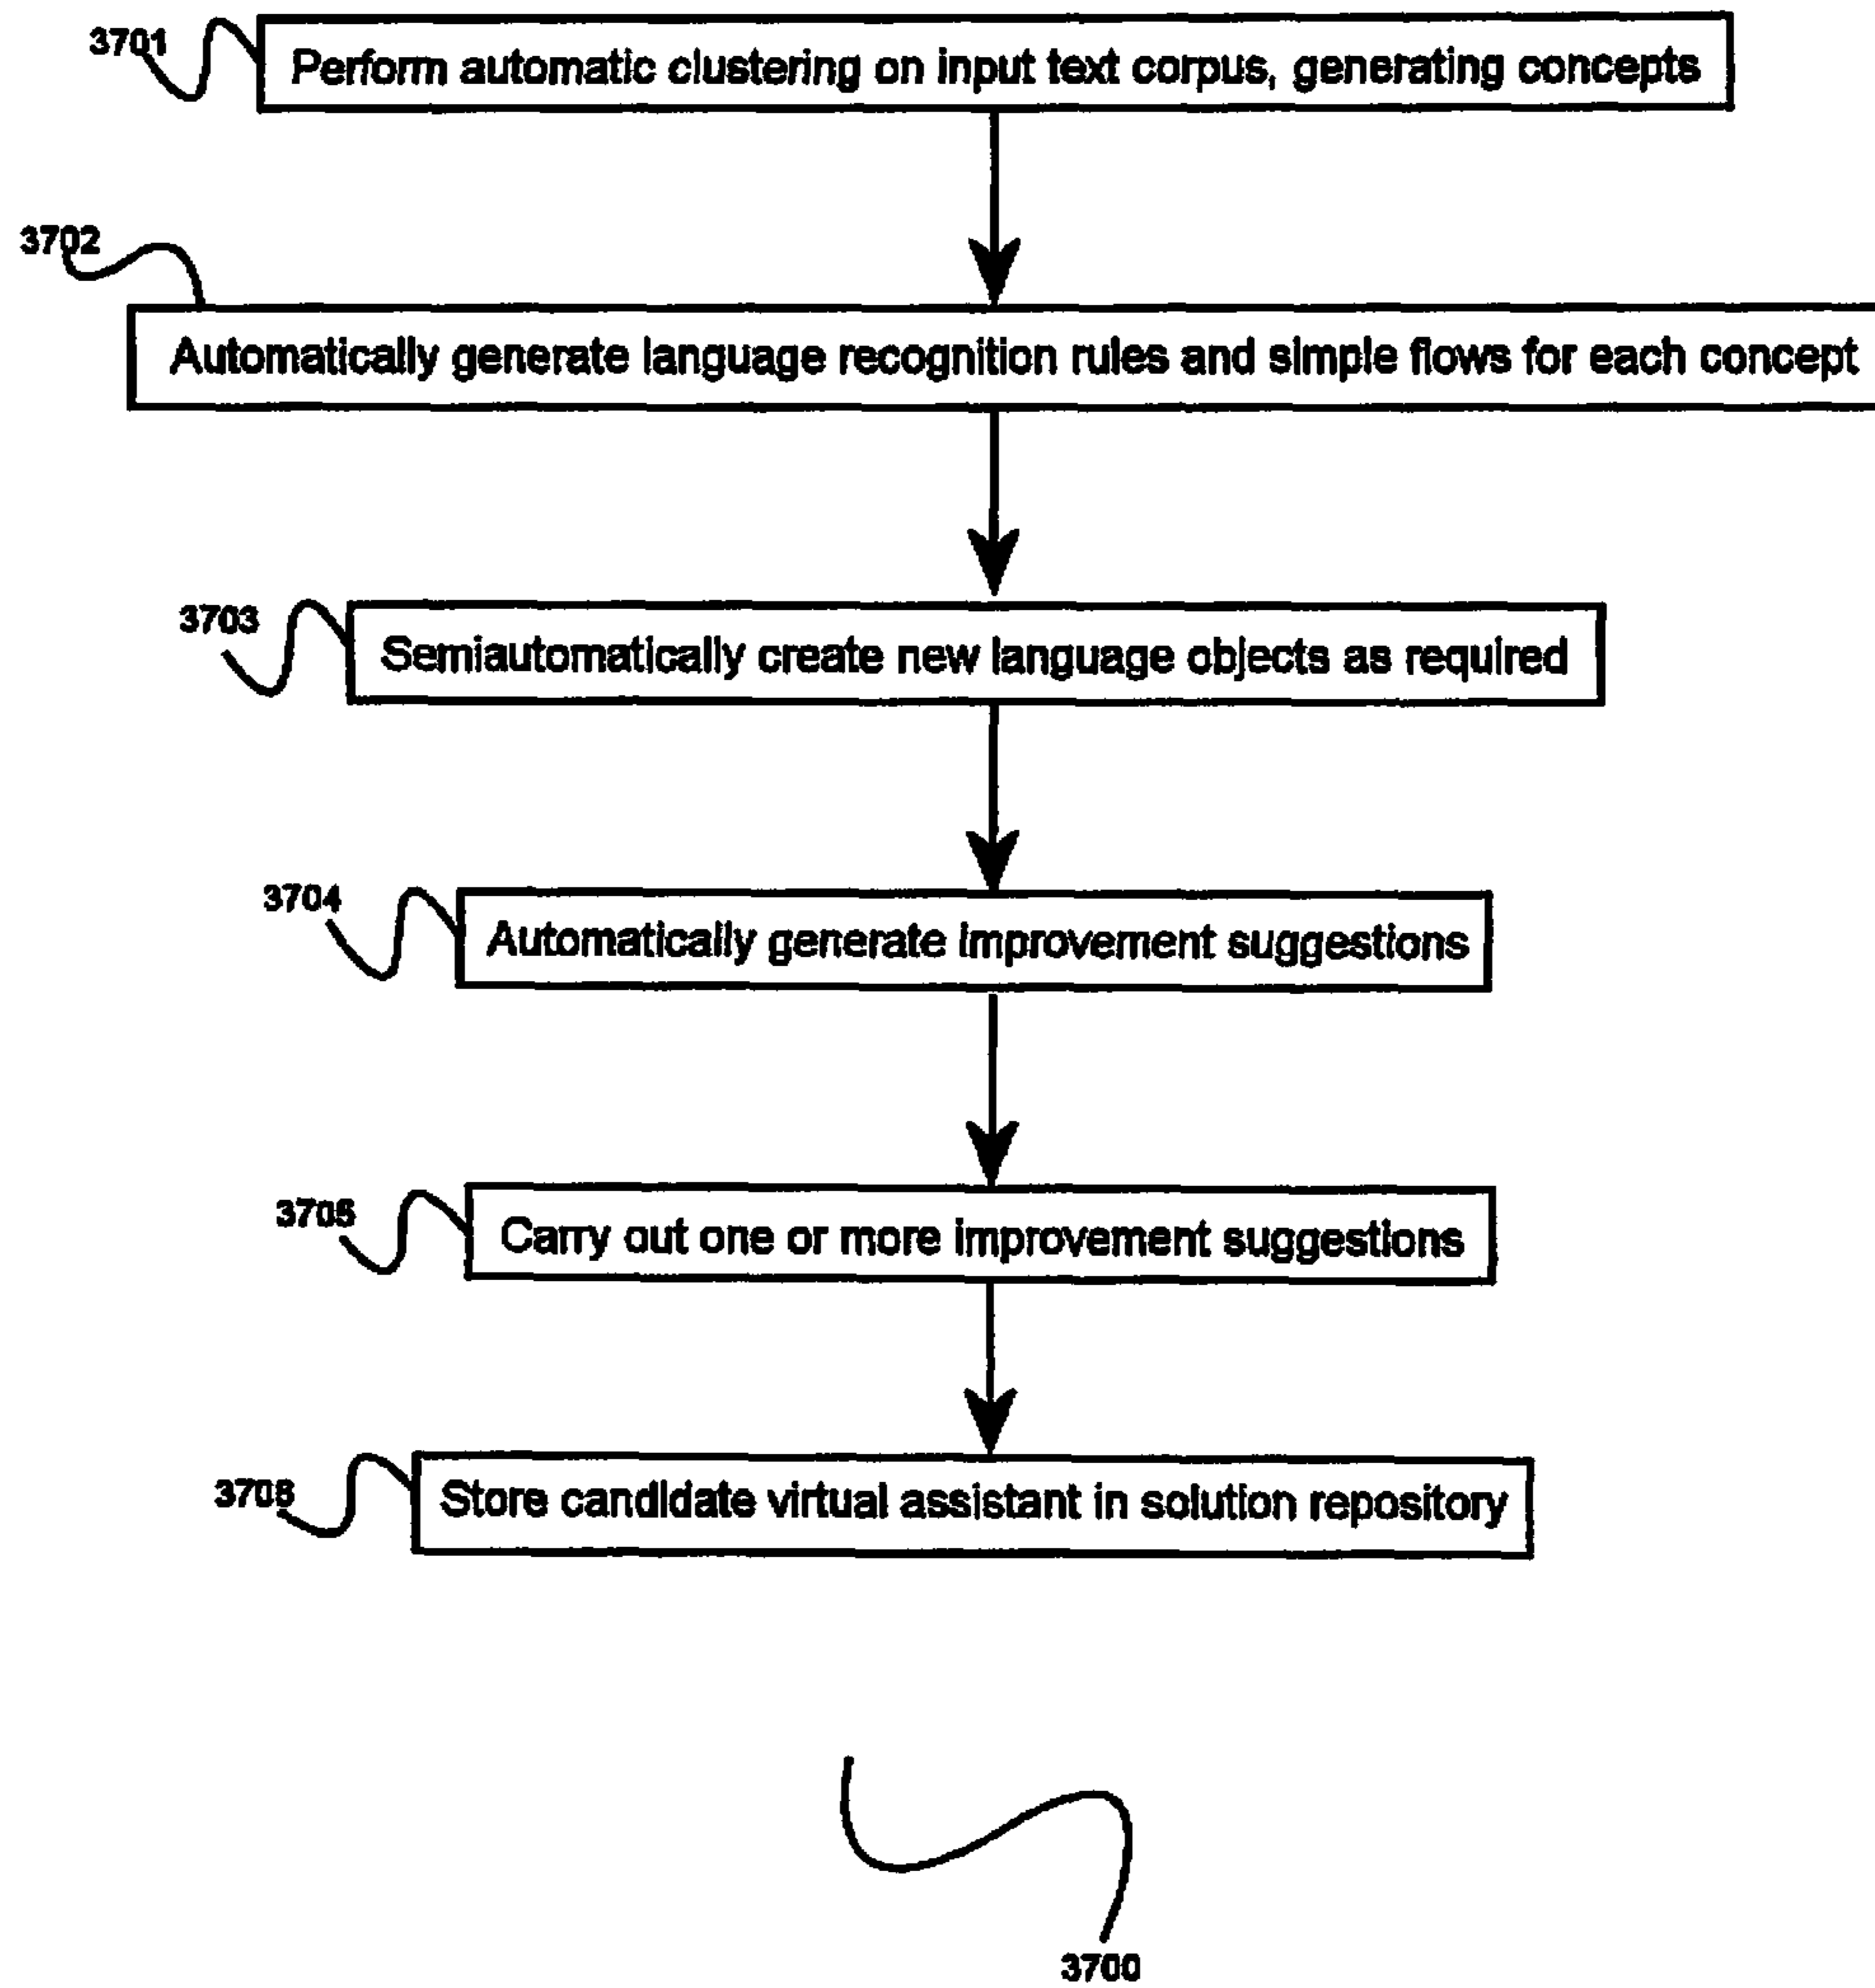 3701
Perform automatic clustering on input text corpus, generating concepts
3702
Automatically generate language recognition rules and simple flows for each concept
3703
Semiautomatically create new language objects as required
3704
Automatically generate improvement suggestions
3705
Carry out one or more improvement suggestions
3706
Store candidate virtual assistant in solution repository
3700